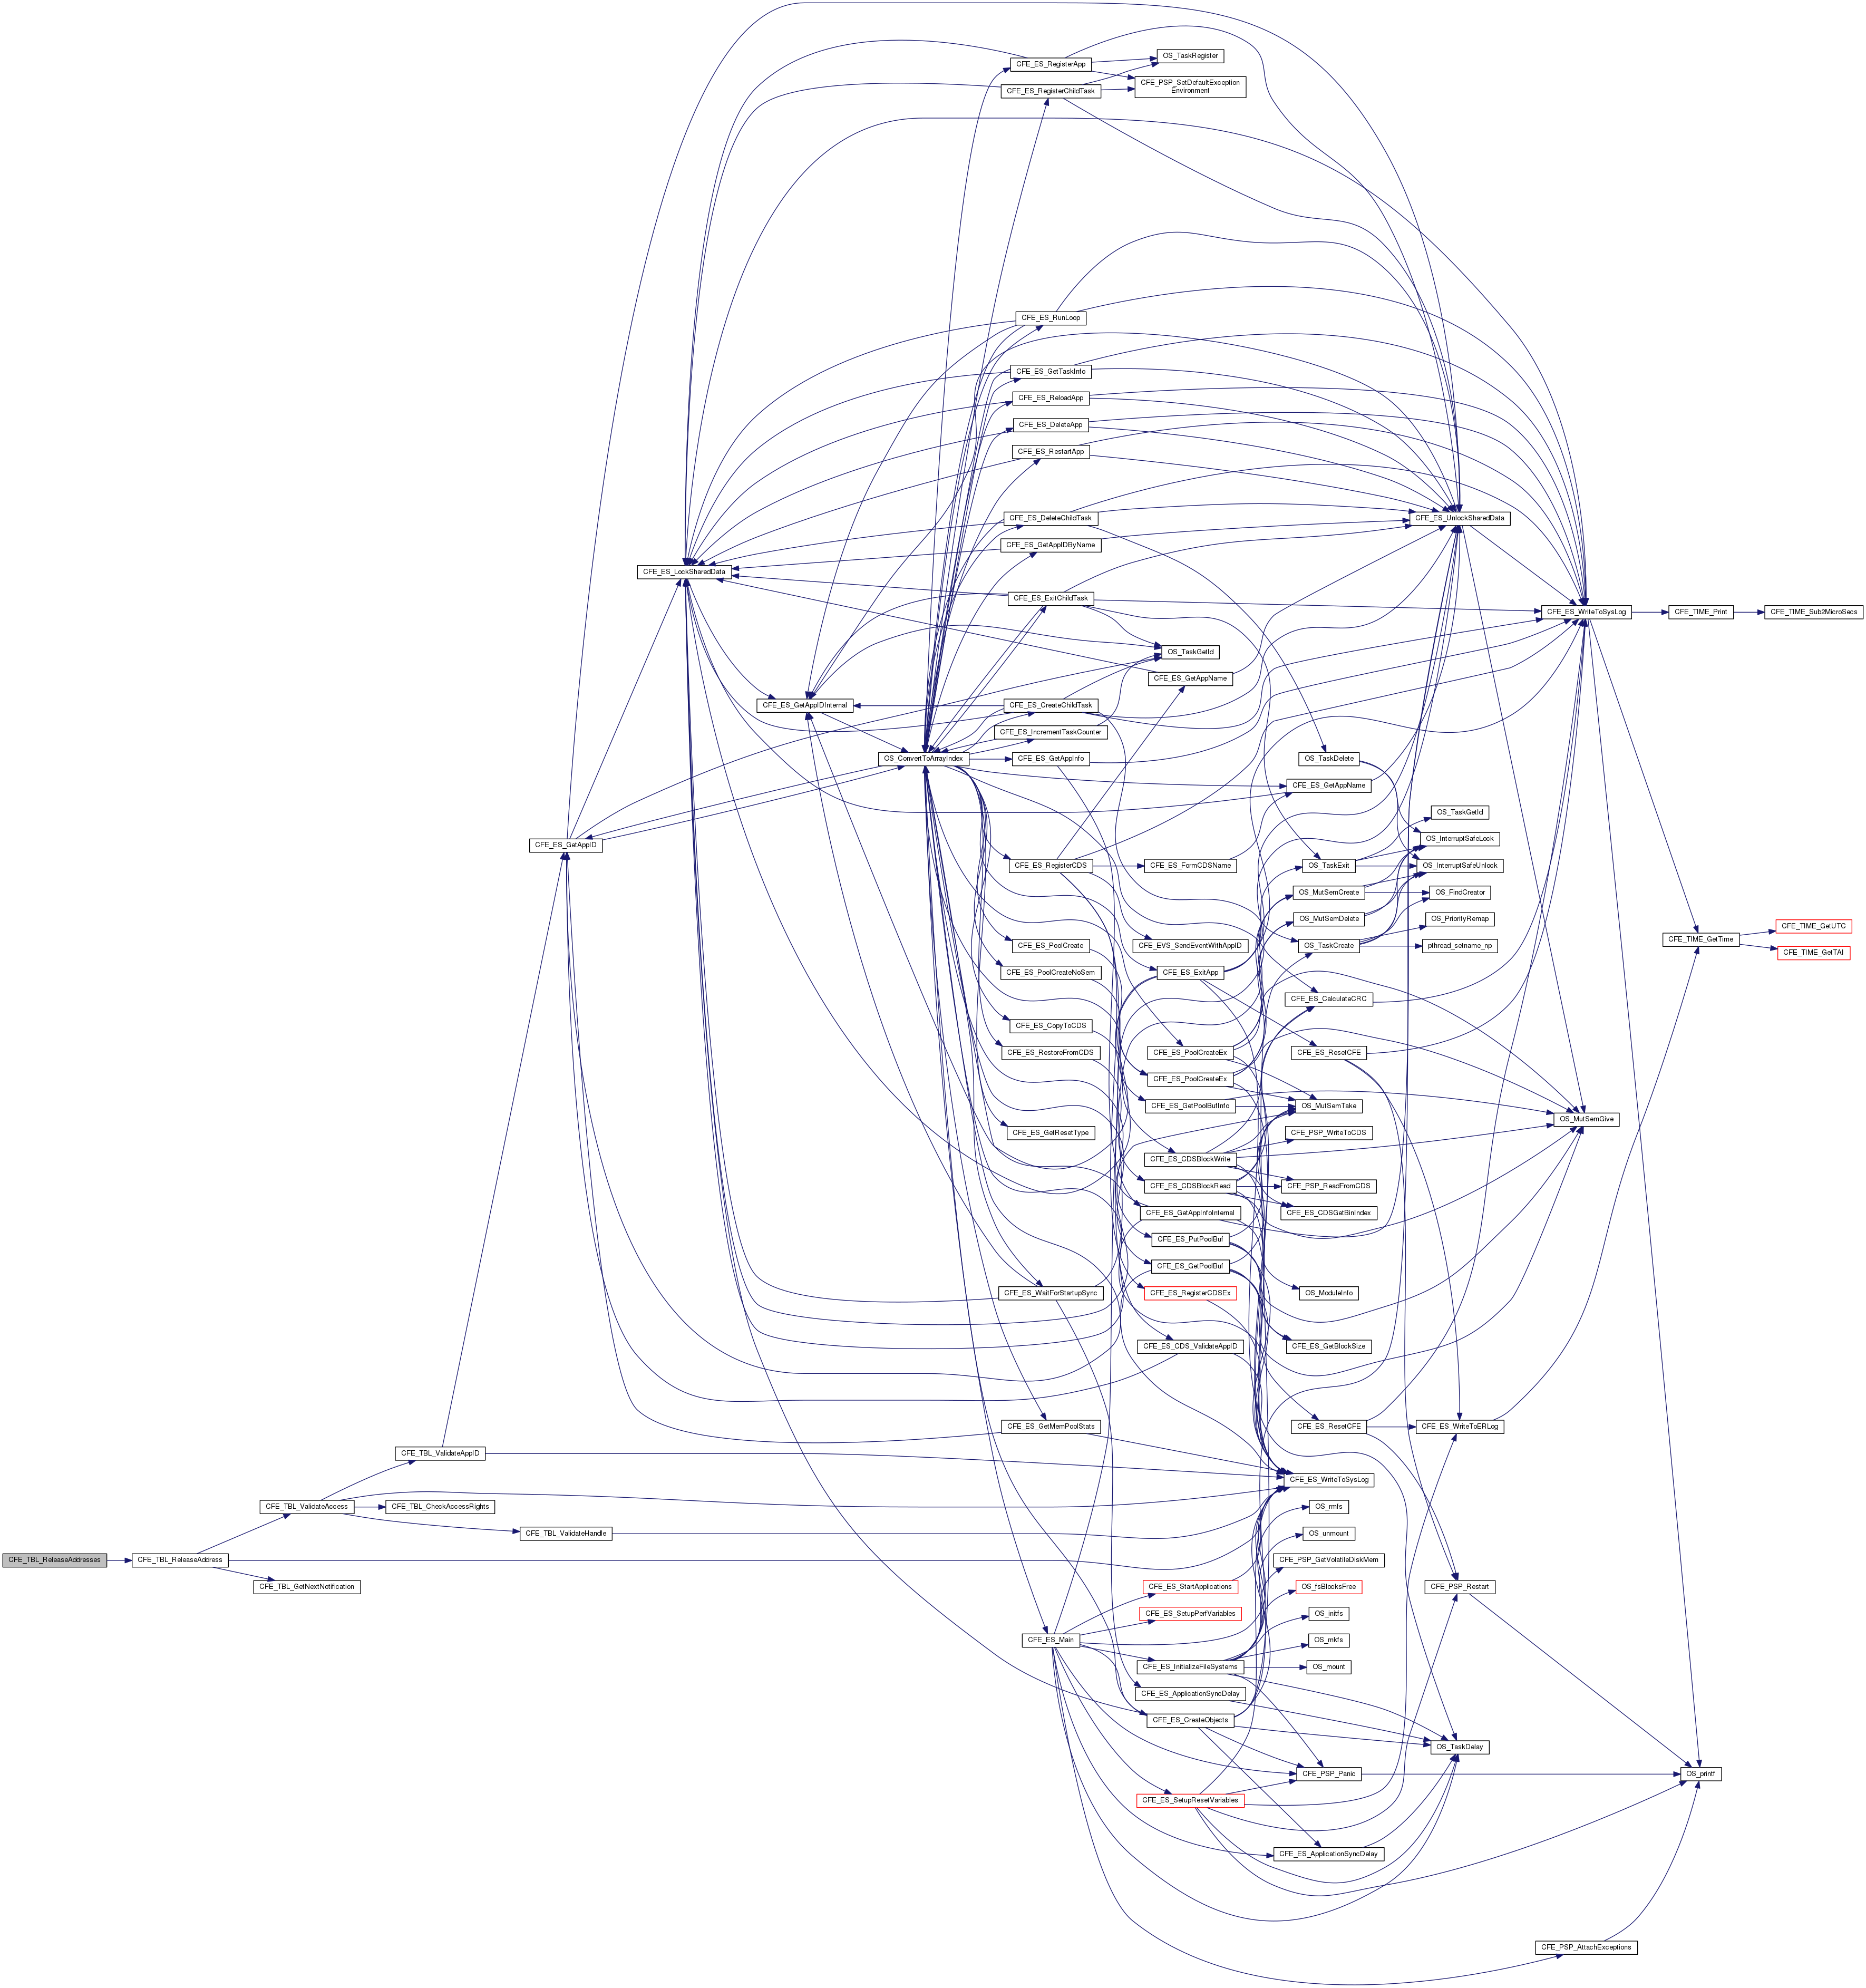 CFE_ES_RegisterApp
OS_TaskRegister
CFE_PSP_SetDefaultException
Environment
CFE_ES_RegisterChildTask
CFE_ES_RunLoop
CFE_ES_GetTaskInfo
CFE_ES_ReloadApp
CFE_ES_DeleteApp
CFE_ES_RestartApp
CFE_ES_DeleteChildTask
CFE_ES_UnlockSharedData
CFE_ES_GetAppIDByName
CFE_ES_LockSharedData
CFE_ES_ExitChildTask
CFE_ES_WriteToSysLog
CFE_TIME_Print
CFE_TIME_Sub2MicroSecs
OS_TaskGetId
CFE_ES_GetAppName
CFE_ES_GetAppIDInternal
CFE_ES_CreateChildTask
CFE_ES_IncrementTaskCounter
OS_ConvertToArrayIndex
CFE_ES_GetAppInfo
OS_TaskDelete
CFE_ES_GetAppName
OS_TaskGetId
OS_InterruptSafeLock
CFE_ES_GetAppID
CFE_ES_RegisterCDS
CFE_ES_FormCDSName
OS_TaskExit
OS_InterruptSafeUnlock
OS_MutSemCreate
OS_FindCreator
OS_MutSemDelete
OS_PriorityRemap
CFE_TIME_GetUTC
CFE_ES_PoolCreate
CFE_EVS_SendEventWithAppID
OS_TaskCreate
pthread_setname_np
CFE_TIME_GetTime
CFE_TIME_GetTAI
CFE_ES_PoolCreateNoSem
CFE_ES_ExitApp
CFE_ES_CalculateCRC
CFE_ES_CopyToCDS
CFE_ES_RestoreFromCDS
CFE_ES_PoolCreateEx
CFE_ES_ResetCFE
CFE_ES_PoolCreateEx
CFE_ES_GetPoolBufInfo
OS_MutSemTake
OS_MutSemGive
CFE_ES_GetResetType
CFE_PSP_WriteToCDS
CFE_ES_CDSBlockWrite
CFE_ES_CDSBlockRead
CFE_PSP_ReadFromCDS
CFE_ES_GetAppInfoInternal
CFE_ES_CDSGetBinIndex
CFE_ES_PutPoolBuf
CFE_ES_GetPoolBuf
CFE_ES_WaitForStartupSync
CFE_ES_RegisterCDSEx
OS_ModuleInfo
CFE_ES_CDS_ValidateAppID
CFE_ES_GetBlockSize
CFE_ES_GetMemPoolStats
CFE_ES_ResetCFE
CFE_ES_WriteToERLog
CFE_TBL_ValidateAppID
CFE_ES_WriteToSysLog
CFE_TBL_ValidateAccess
CFE_TBL_CheckAccessRights
OS_rmfs
CFE_TBL_ValidateHandle
OS_unmount
CFE_TBL_ReleaseAddresses
CFE_TBL_ReleaseAddress
CFE_PSP_GetVolatileDiskMem
CFE_TBL_GetNextNotification
CFE_ES_StartApplications
OS_fsBlocksFree
CFE_PSP_Restart
CFE_ES_SetupPerfVariables
OS_initfs
CFE_ES_Main
OS_mkfs
CFE_ES_InitializeFileSystems
OS_mount
CFE_ES_ApplicationSyncDelay
CFE_ES_CreateObjects
OS_TaskDelay
CFE_PSP_Panic
OS_printf
CFE_ES_SetupResetVariables
CFE_ES_ApplicationSyncDelay
CFE_PSP_AttachExceptions